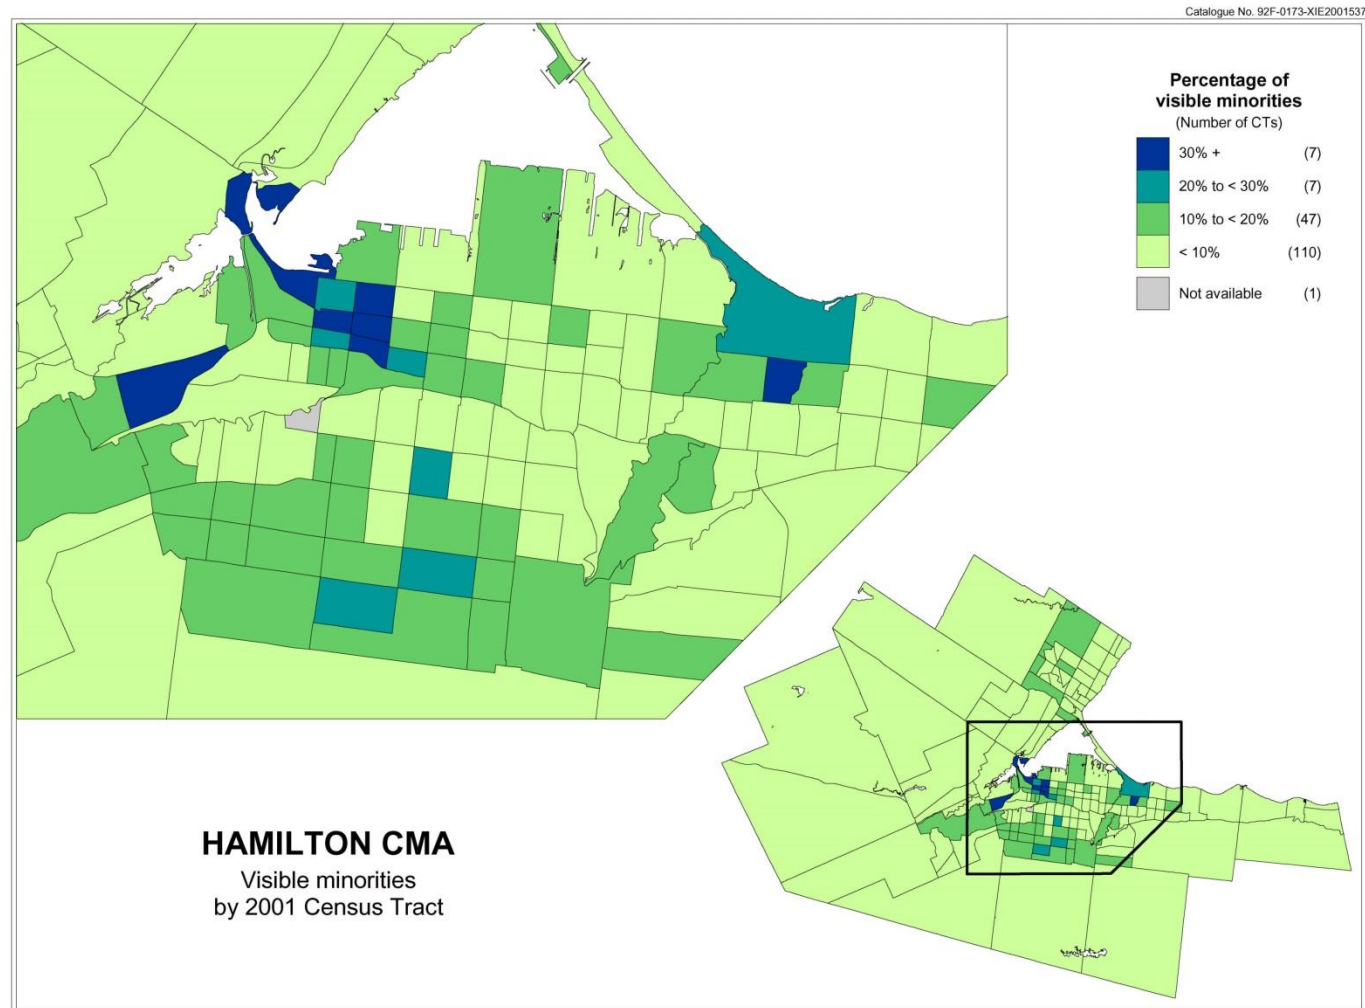 Catalogue No. 92F-0173-XIE2001537
Percentage of
visible minorities
(Number of CTs)
30% + (7)
20% to < 30% (7)
10% to < 20% (47)
< 10% (110)
Not available (1)
HAMILTON CMA
Visible minorities
by 2001 Census Tract